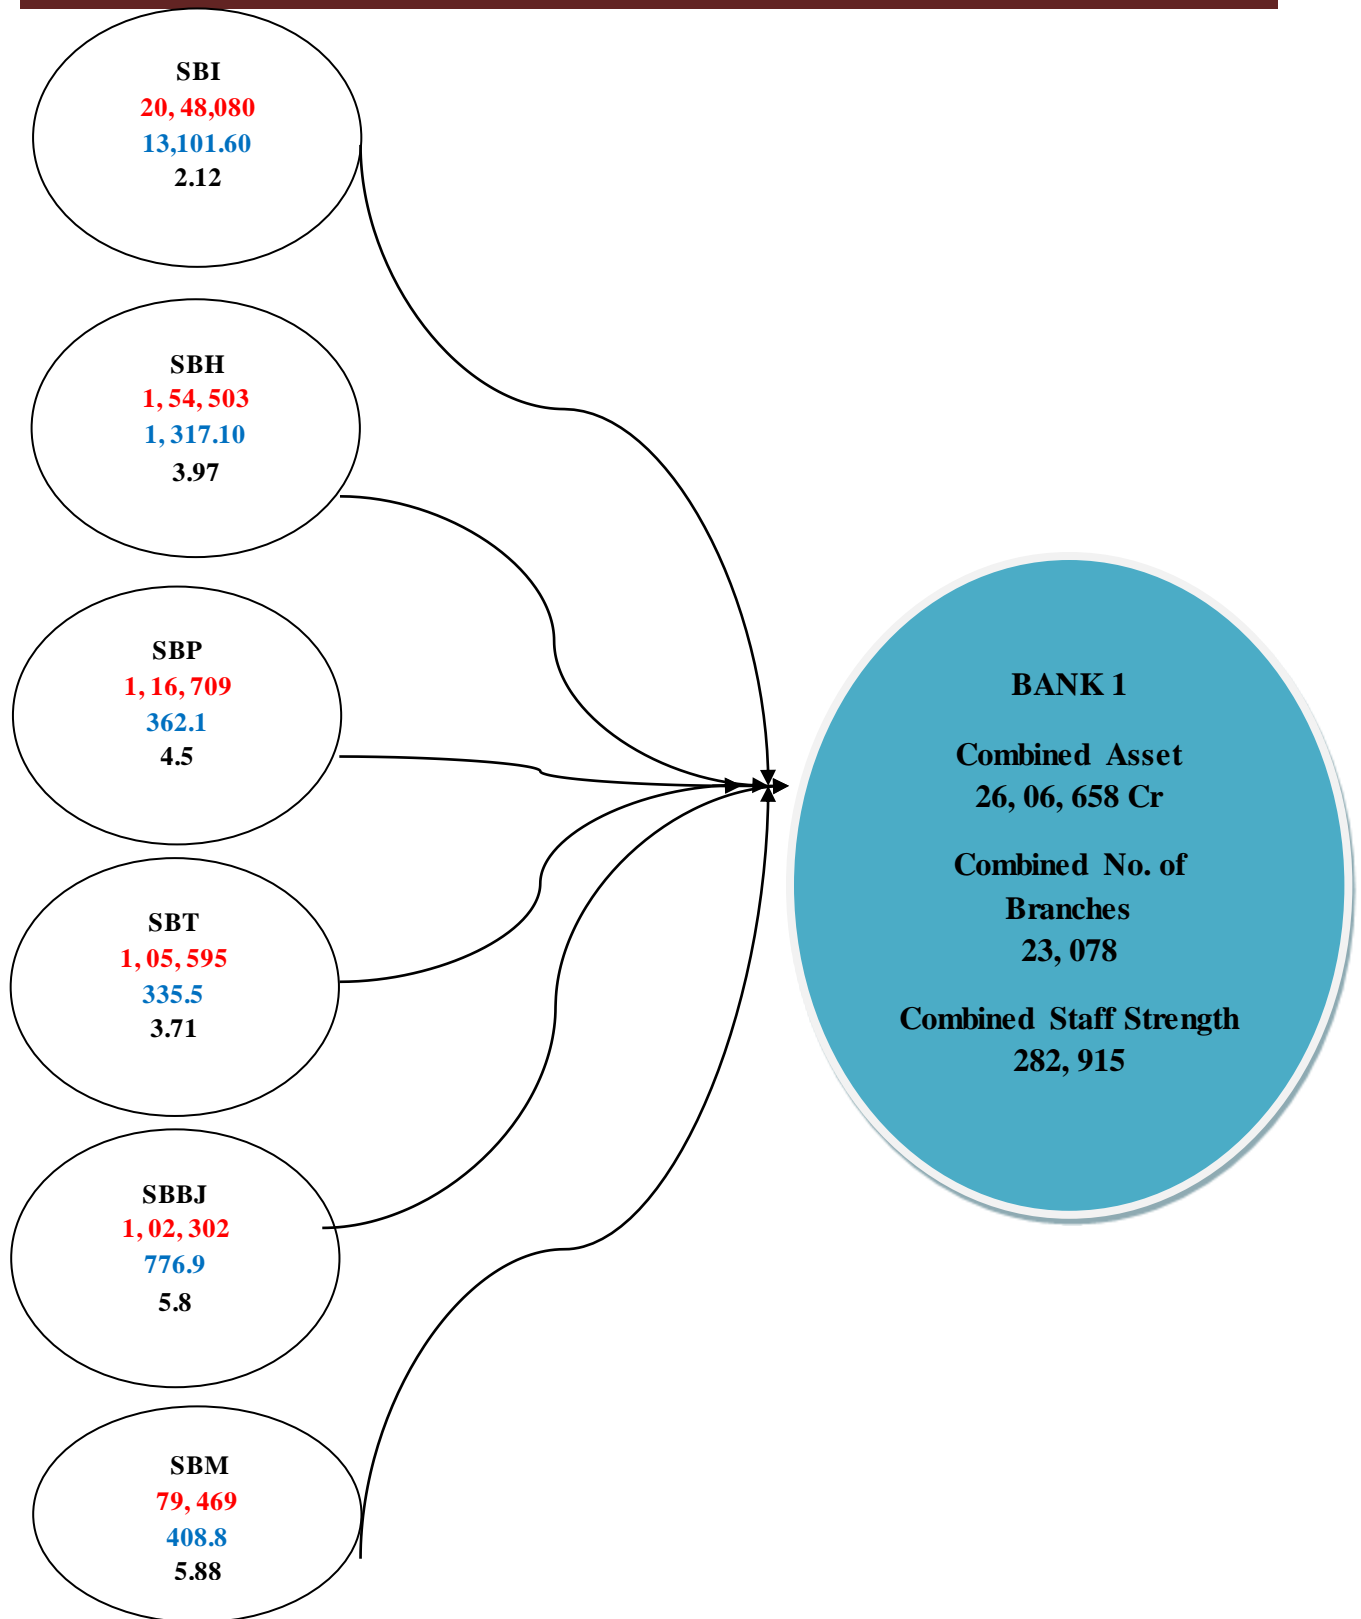 SBI
20, 48,080
13,101.60
2.12
SBH
1, 54, 503
1, 317.10
3.97
SBP
1, 16, 709
362.1
4.5
SBT
1, 05, 595
335.5
3.71
SBBJ
1, 02, 302
776.9
5.8
SBM
79, 469
408.8
5.88
BANK 1
Combined Asset
26, 06, 658 Cr
Combined No. of
Branches
23, 078
Combined Staff Strength
282, 915